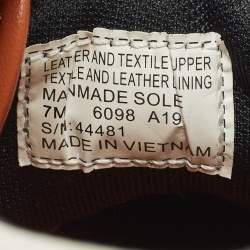 LEATHER AND TEXTILE UPPER
TEXTILE AND LEATHER LINING
MANMADE SOLE
7M 6098 A19
S/N:44481
MADE IN VIETNAM